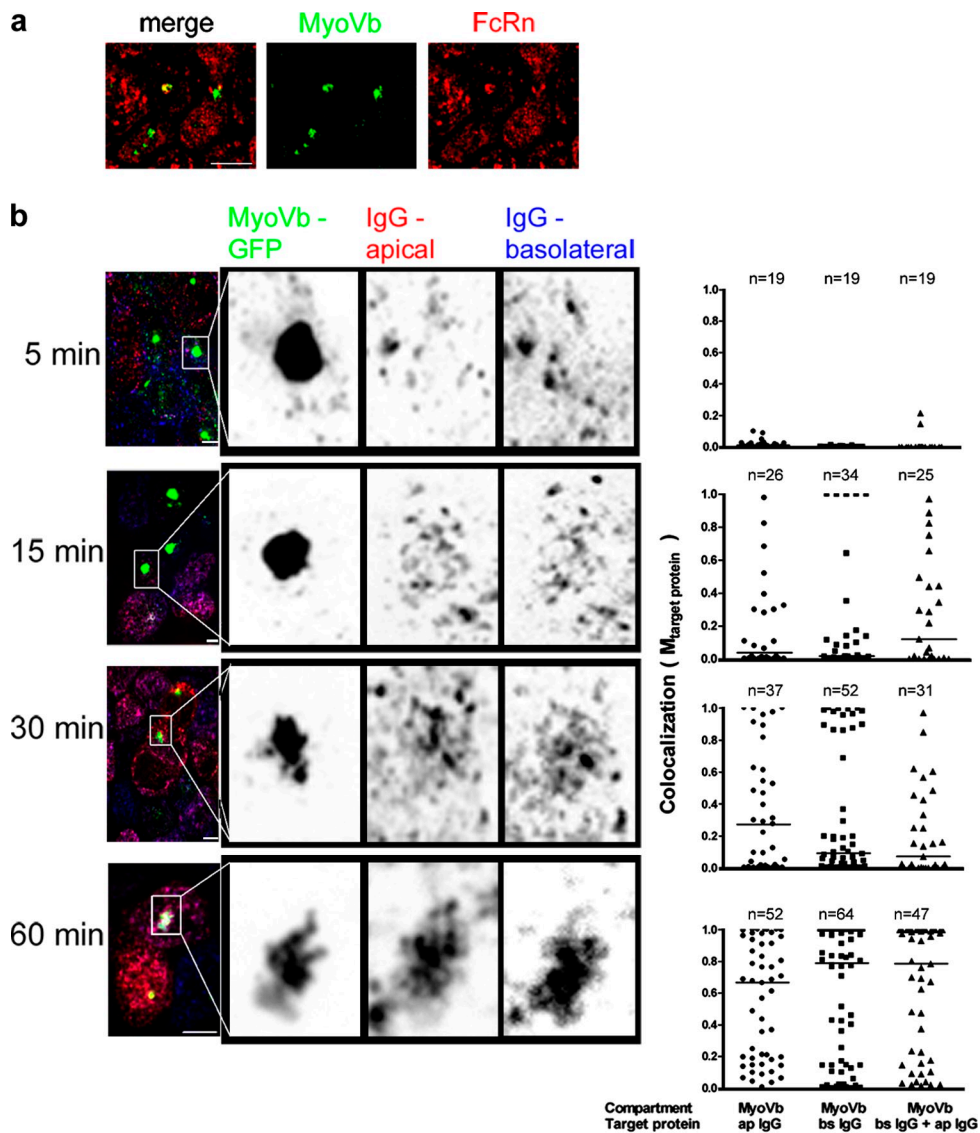 a
merge MyoVb FcRn
b
MyoVb - GFP
IgG - apical
IgG - basolateral
5 min
15 min
30 min
60 min
Colocalization ( M target protein )
n=19 n=19 n=19
1.0
0.8
0.6
0.4
0.2
0.0
n=26 n=34 n=25
1.0
0.8
0.6
0.4
0.2
0.0
n=37 n=52 n=31
1.0
0.8
0.6
0.4
0.2
0.0
n=52 n=64 n=47
1.0
0.8
0.6
0.4
0.2
0.0
Compartment MyoVb MyoVb MyoVb
Target protein ap IgG bs IgG bs IgG + ap IgG